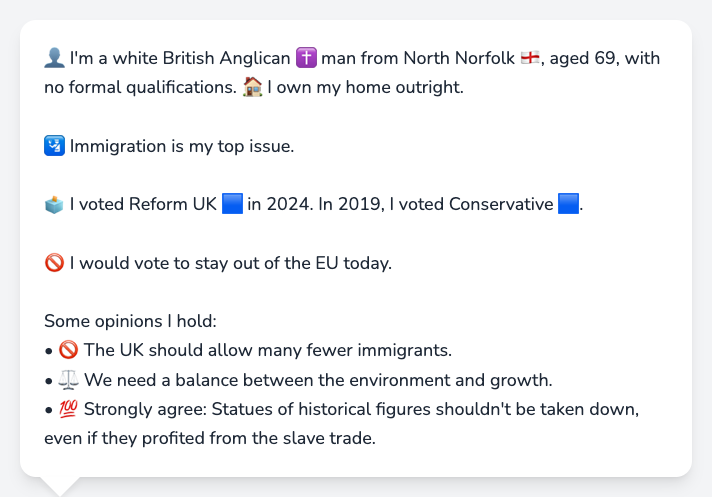 👤 I'm a white British Anglican ✝️ man from North Norfolk 🏴󠁧󠁢󠁥󠁮󠁧󠁿, aged 69, with
no formal qualifications. 🏠 I own my home outright.
🛂 Immigration is my top issue.
🗳️ I voted Reform UK 🟦 in 2024. In 2019, I voted Conservative 🟦.
🚫 I would vote to stay out of the EU today.
Some opinions I hold:
• 🚫 The UK should allow many fewer immigrants.
• ⚖️ We need a balance between the environment and growth.
• 💯 Strongly agree: Statues of historical figures shouldn't be taken down,
even if they profited from the slave trade.